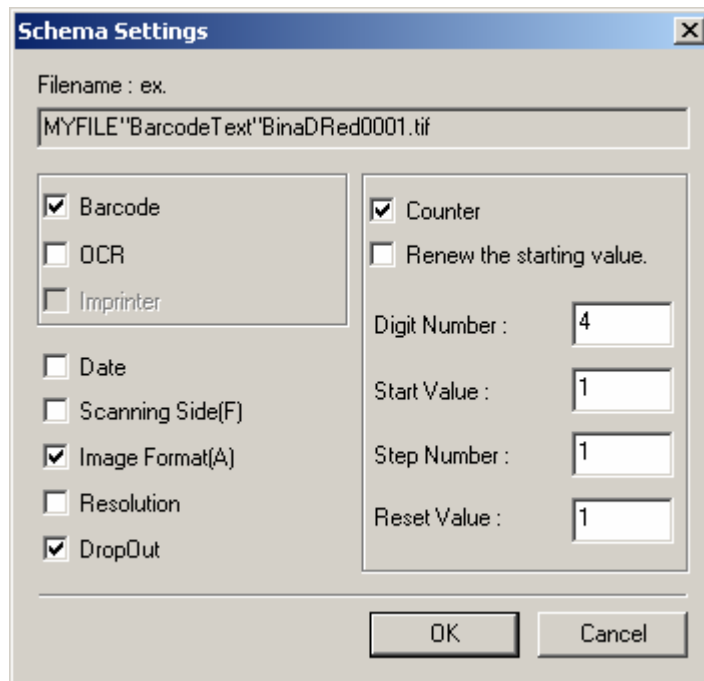 Schema Settings
Filename : ex.
MYFILE"BarcodeText"BinaDRed0001.tif
Barcode
OCR
Imprinter
Date
Scanning Side(F)
Image Format(A)
Resolution
DropOut
Counter
Renew the starting value.
Digit Number : 4
Start Value : 1
Step Number : 1
Reset Value : 1
OK Cancel